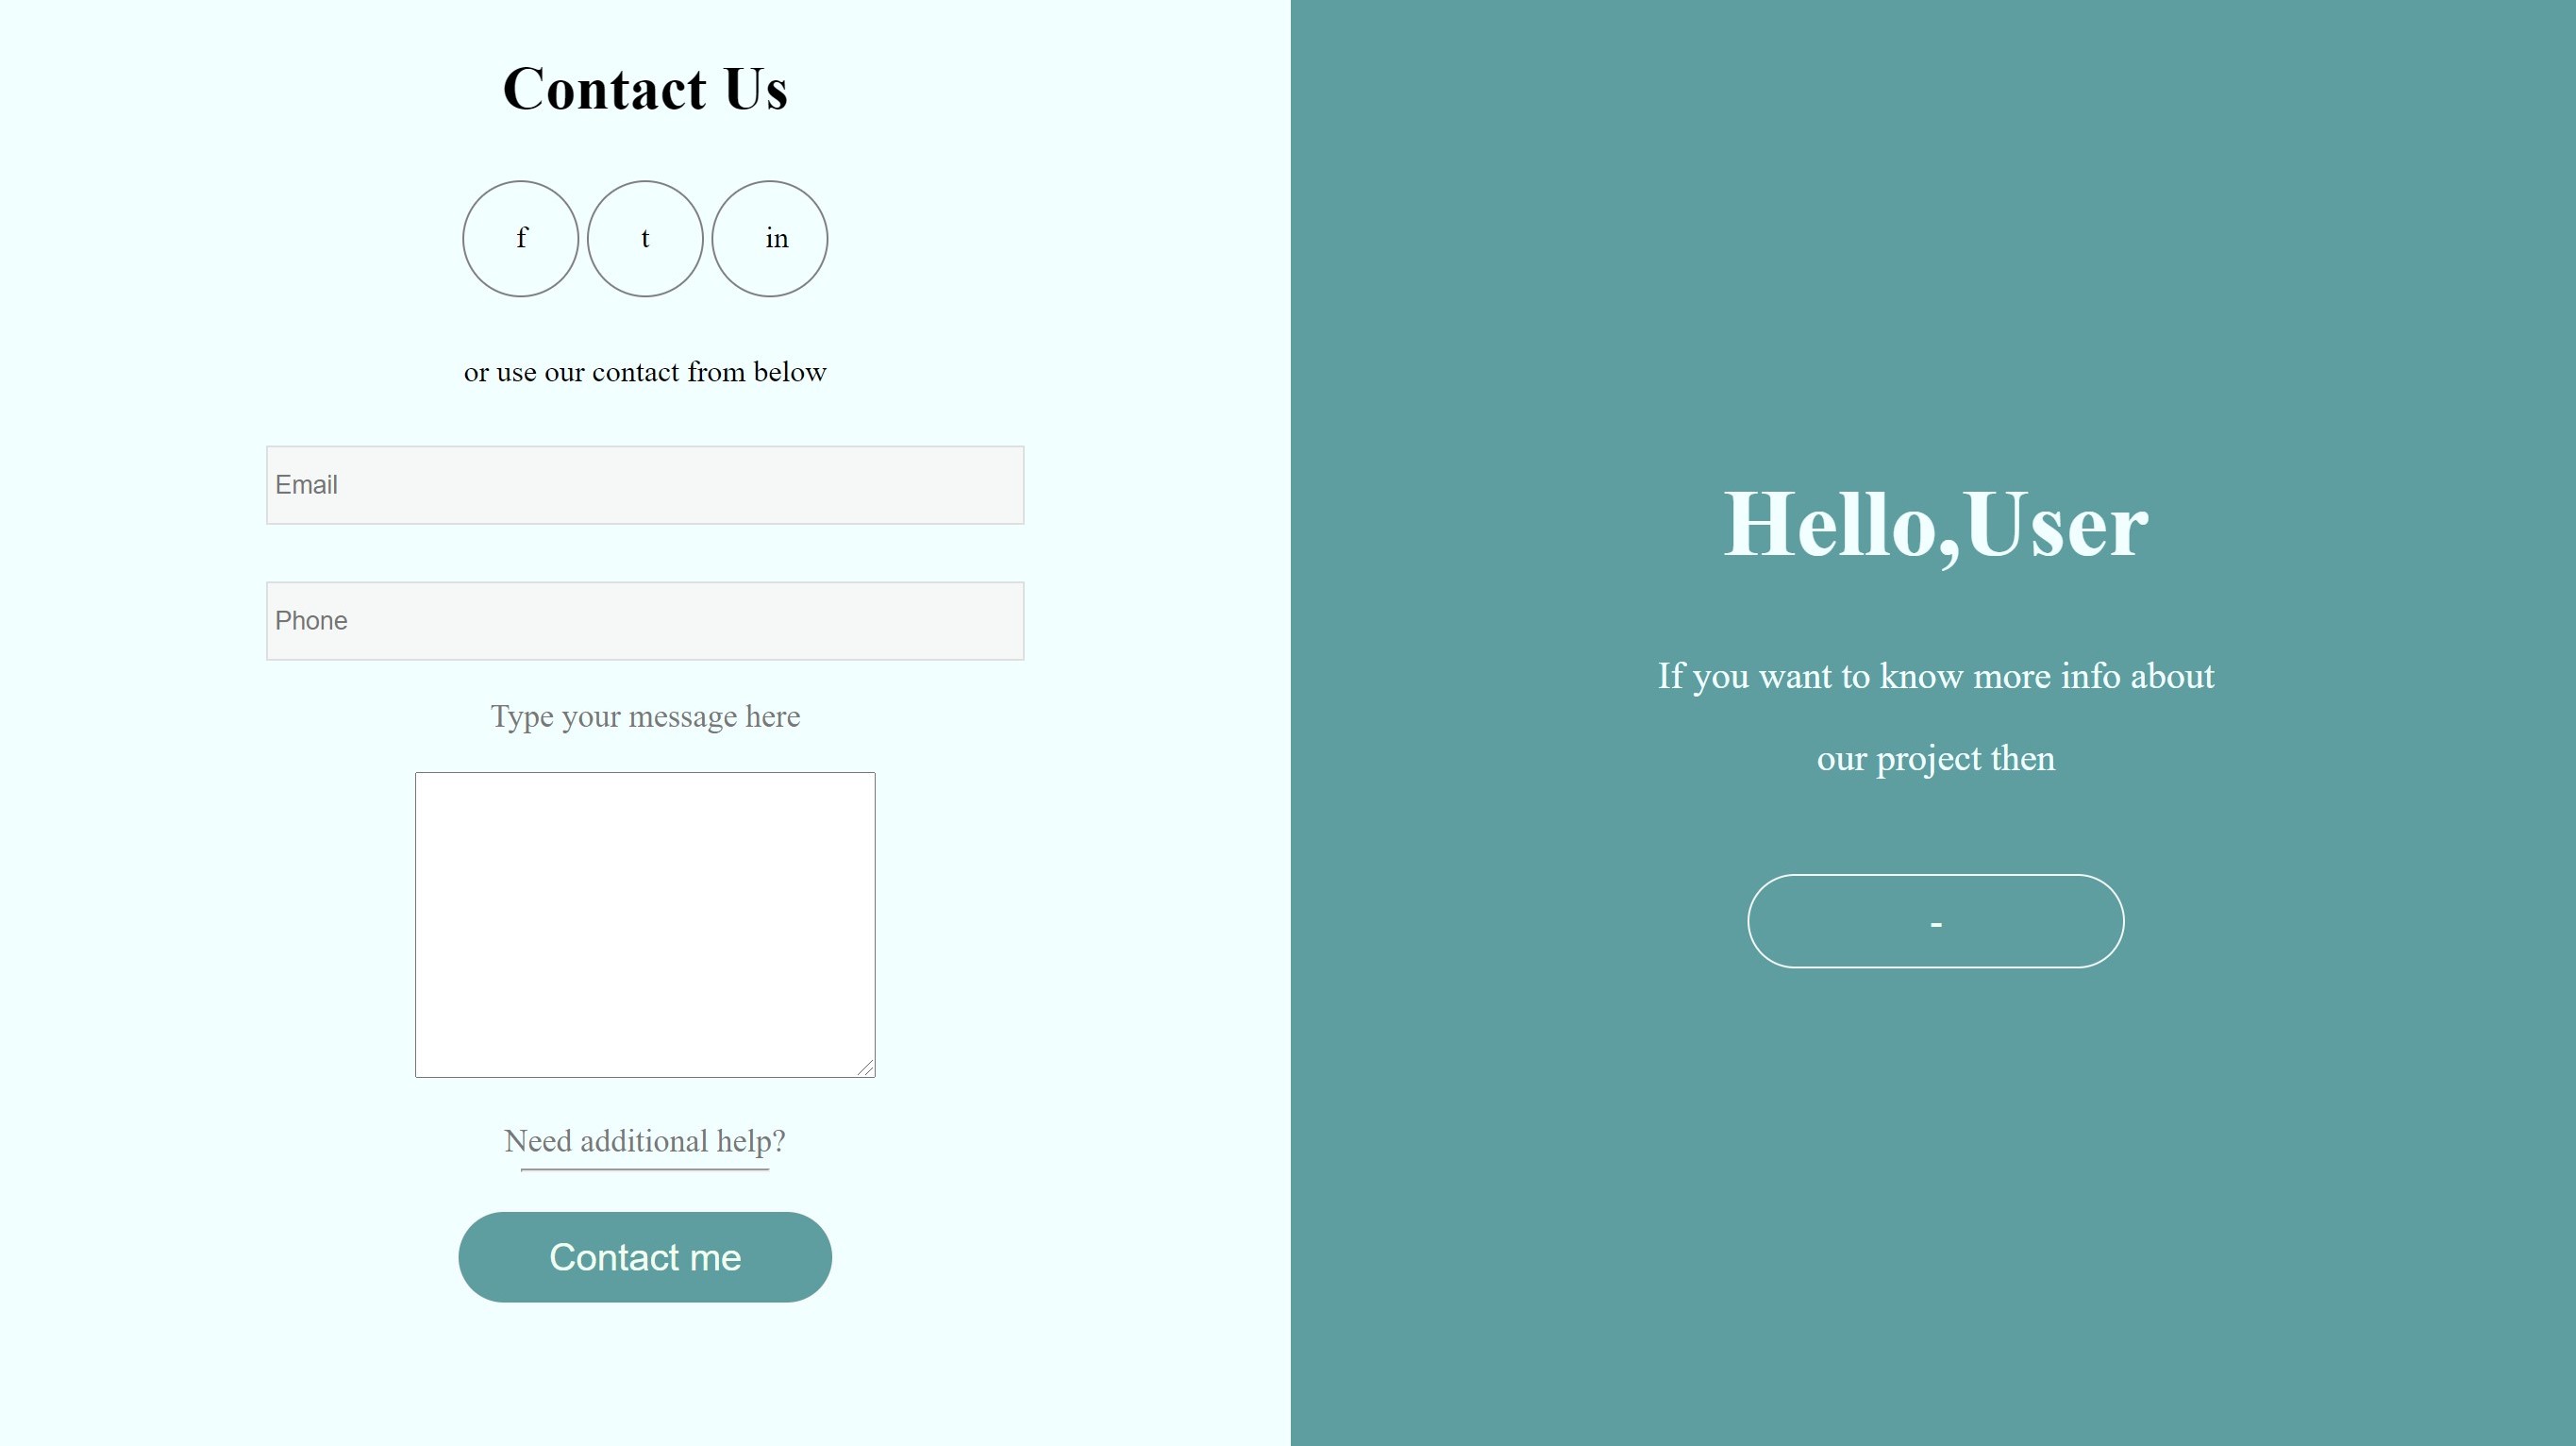 Contact Us
f t in
or use our contact from below
Email
Phone
Type your message here
Need additional help?
Contact me
Hello,User
If you want to know more info about
our project then
-